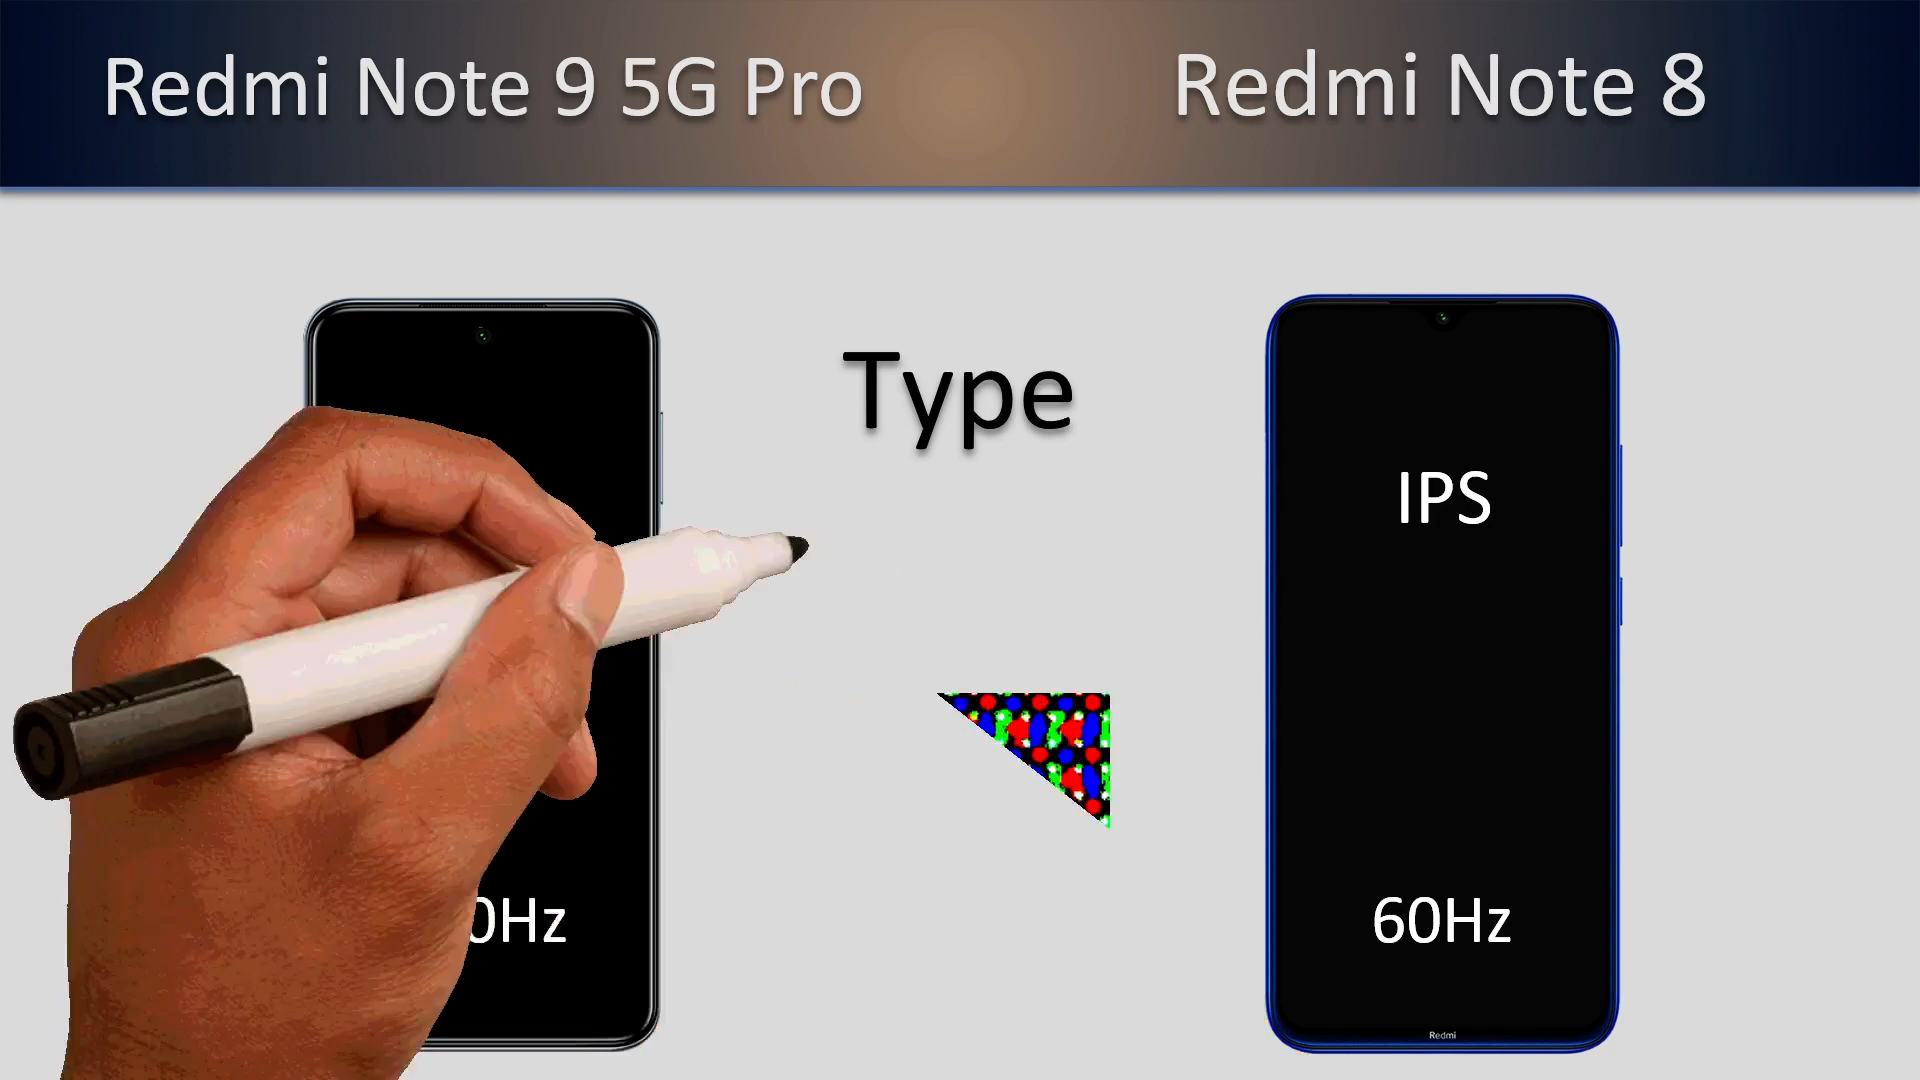 Redmi Note 9 5G Pro
Redmi Note 8
Type
IPS
0Hz
60Hz
Redmi